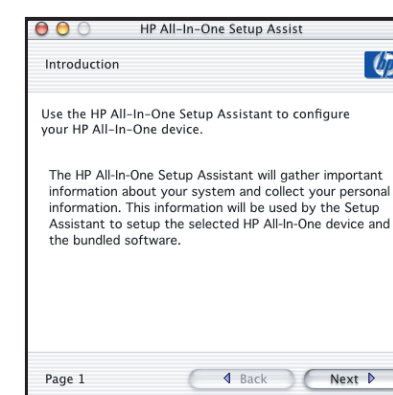 HP All-In-One Setup Assist
Introduction
hp
Use the HP All-In-One Setup Assistant to configure
your HP All-In-One device.
The HP All-In-One Setup Assistant will gather important
information about your system and collect your personal
information. This information will be used by the Setup
Assistant to setup the selected HP All-In-One device and
the bundled software.
Page 1
Back
Next